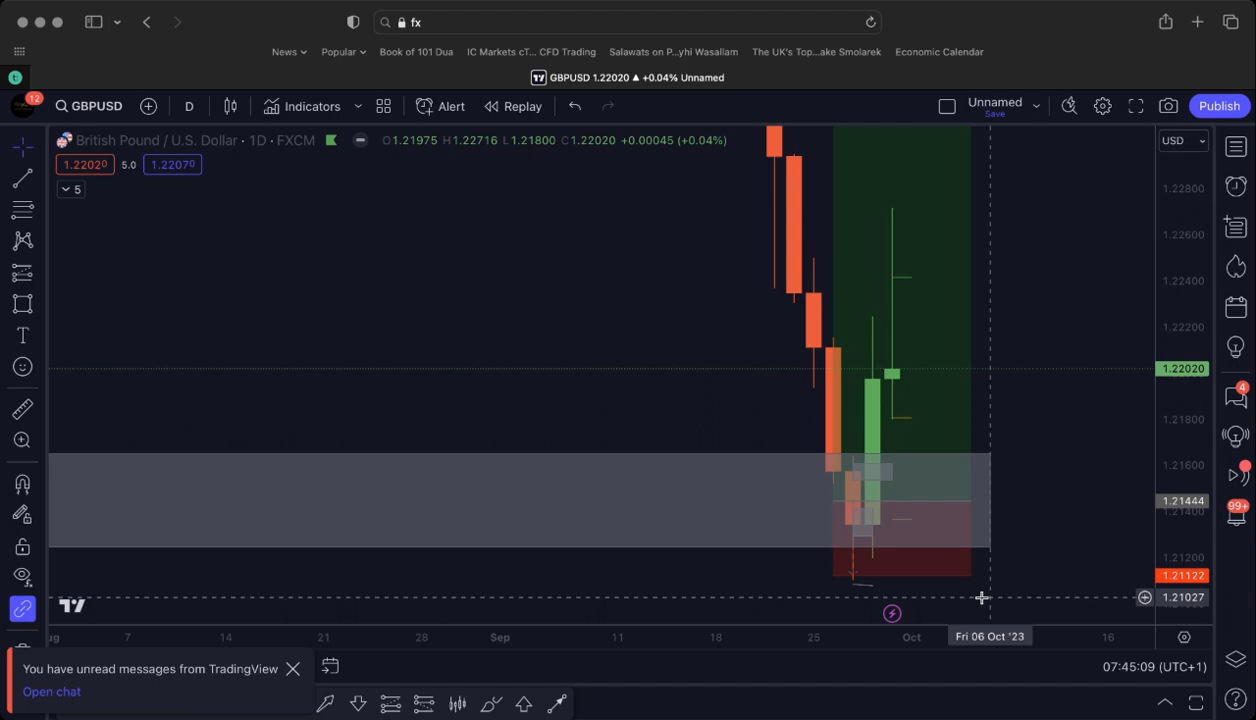 fx
News
Popular
Book of 101 Dua
IC Markets cT... CFD Trading
Salawats on P...yhi Wasallam
The UK's Top...ake Smolarek
Economic Calendar
GBPUSD 1.22020 ▲ +0.04% Unnamed
12
GBPUSD
D
Indicators
Alert
Replay
Unnamed
Save
Publish
British Pound / U.S. Dollar · 1D · FXCM
O1.21975 H1.22716 L1.21800 C1.22020 +0.00045 (+0.04%)
USD
1.22020
5.0
1.22070
5
1.22800
1.22600
1.22400
1.22200
1.22020
1.21800
1.21600
1.21444
1.21400
1.21200
1.21122
1.21027
4
99+
7
14
21
28
Sep
11
18
25
Oct
Fri 06 Oct '23
16
You have unread messages from TradingView
Open chat
07:45:09 (UTC+1)